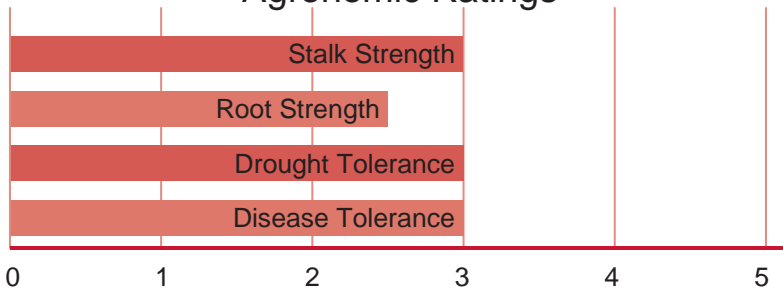 Agronomic Ratings
Stalk Strength
Root Strength
Drought Tolerance
Disease Tolerance
0 1 2 3 4 5